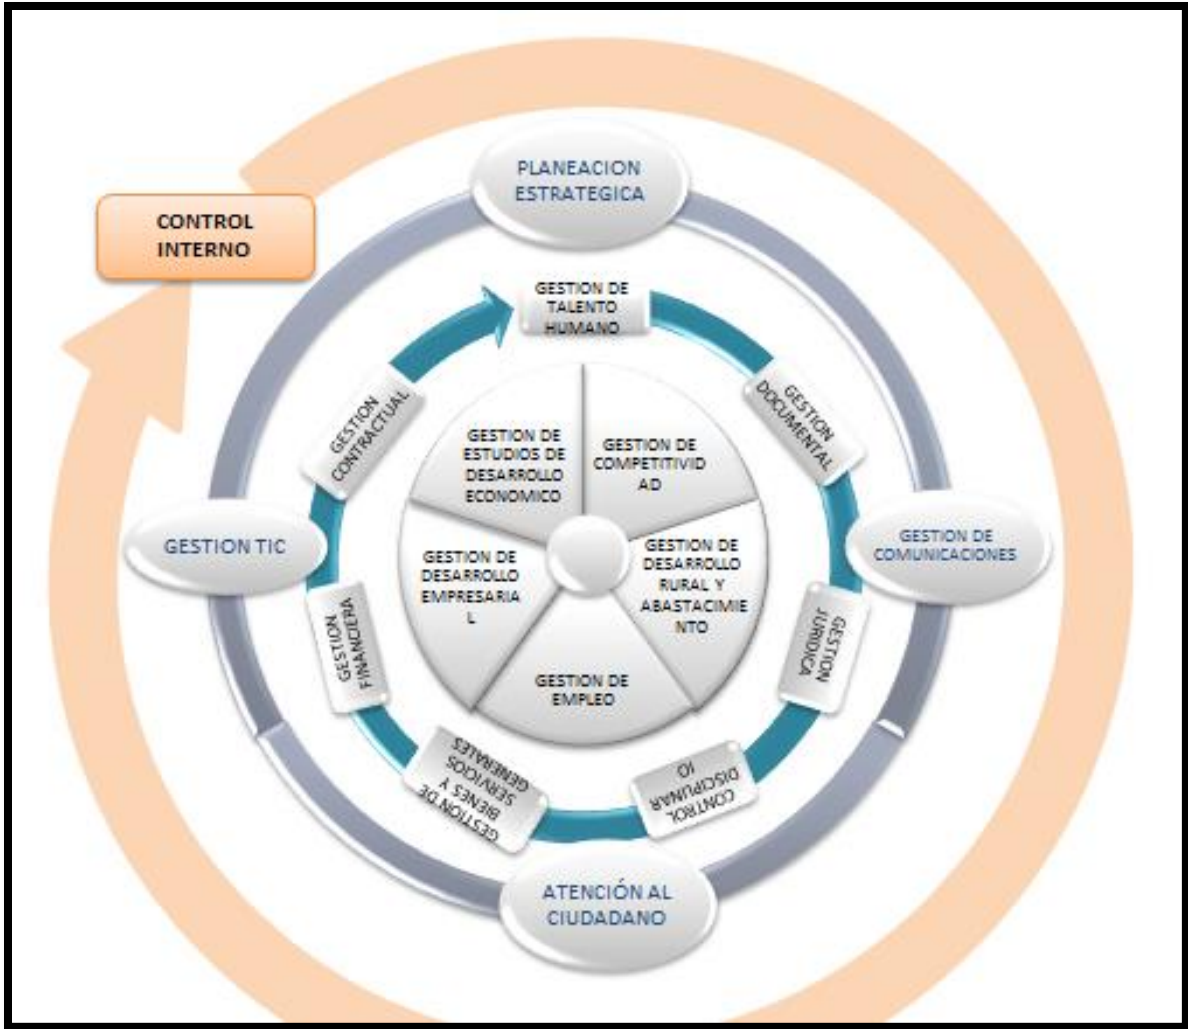 PLANEACION
ESTRATEGICA
CONTROL
INTERNO
GESTION DE
TALENTO
HUMANO
GESTION
DOCUMENTAL
GESTION
CONTRACTUAL
GESTION DE
ESTUDIOS DE
DESARROLLO
ECONOMICO
GESTION DE
COMPETITIVID
AD
GESTION TIC
GESTION DE
COMUNICACIONES
GESTION DE
DESARROLLO
EMPRESARIA
L
GESTION DE
DESARROLLO
RURAL Y
ABASTACIMIE
NTO
GESTION
FINANCIERA
GESTION
JURIDICA
GESTION DE
EMPLEO
GESTION DE
BIENES Y
SERVICIOS
GENERALES
CONTROL
DISCIPLINAR
IO
ATENCIÓN AL
CIUDADANO